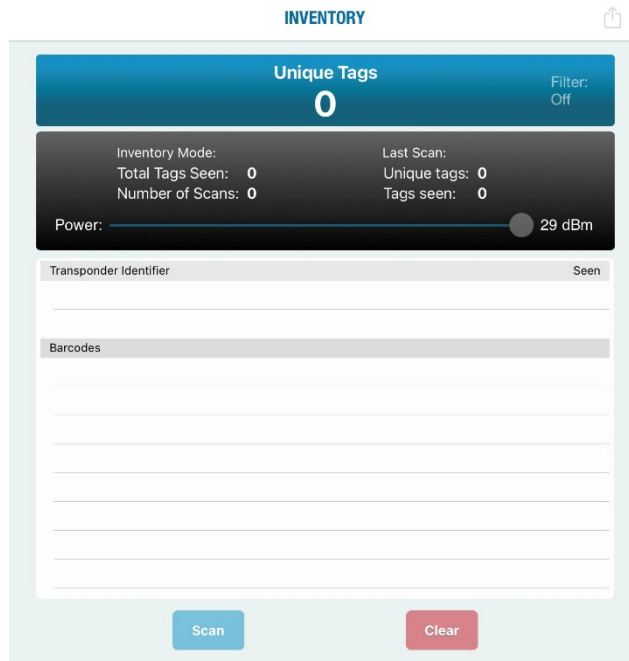 INVENTORY
Unique Tags
0
Filter:
Off
Inventory Mode:
Total Tags Seen: 0
Number of Scans: 0
Last Scan:
Unique tags: 0
Tags seen: 0
Power: 29 dBm
Transponder Identifier Seen
Barcodes
Scan Clear